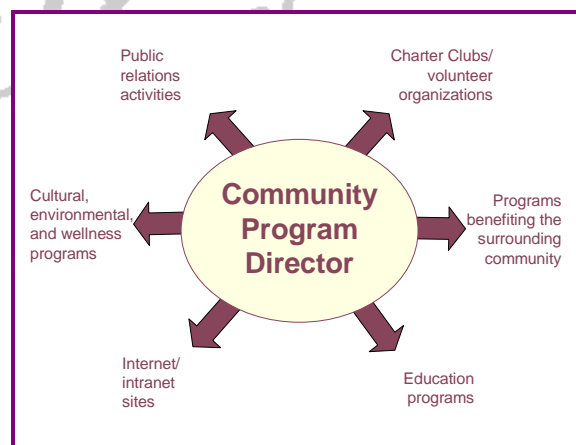 Public
relations
activities
Charter Clubs/
volunteer
organizations
Cultural,
environmental,
and wellness
programs
Community
Program
Director
Programs
benefiting the
surrounding
community
Internet/
intranet
sites
Education
programs